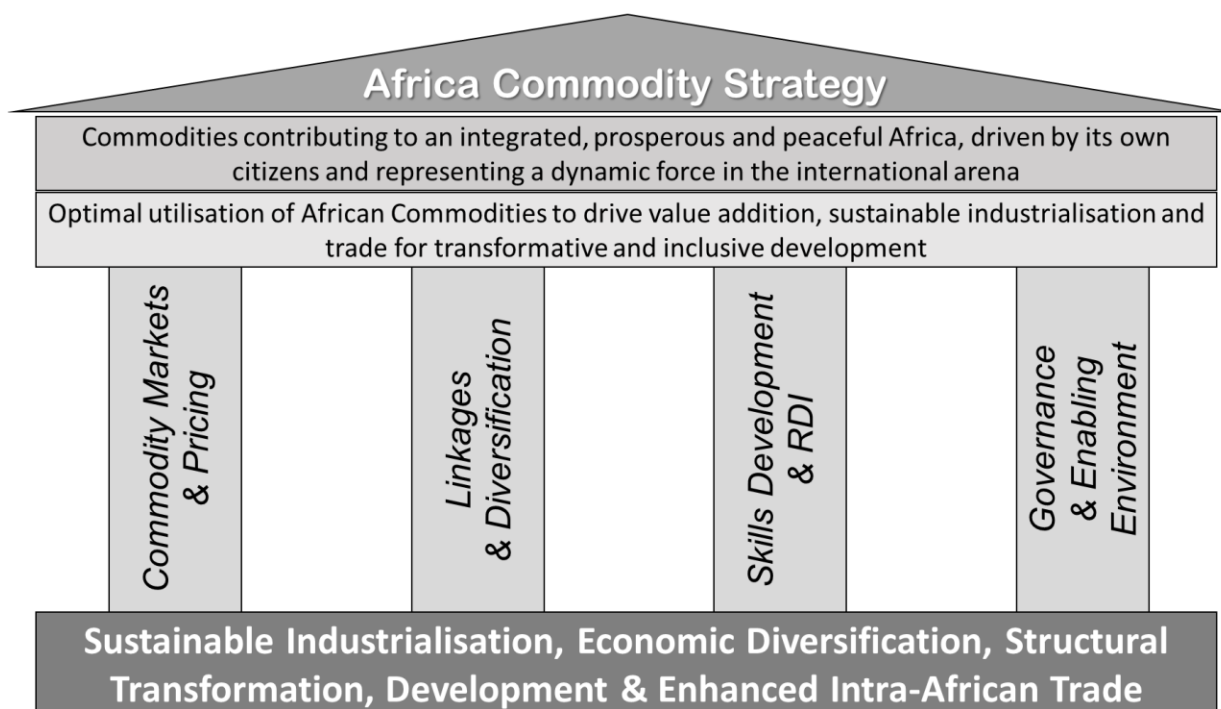 Africa Commodity Strategy
Commodities contributing to an integrated, prosperous and peaceful Africa, driven by its own
citizens and representing a dynamic force in the international arena
Optimal utilisation of African Commodities to drive value addition, sustainable industrialisation and
trade for transformative and inclusive development
Commodity Markets
& Pricing
Linkages
& Diversification
Skills Development
& RDI
Governance
& Enabling
Environment
Sustainable Industrialisation, Economic Diversification, Structural
Transformation, Development & Enhanced Intra-African Trade